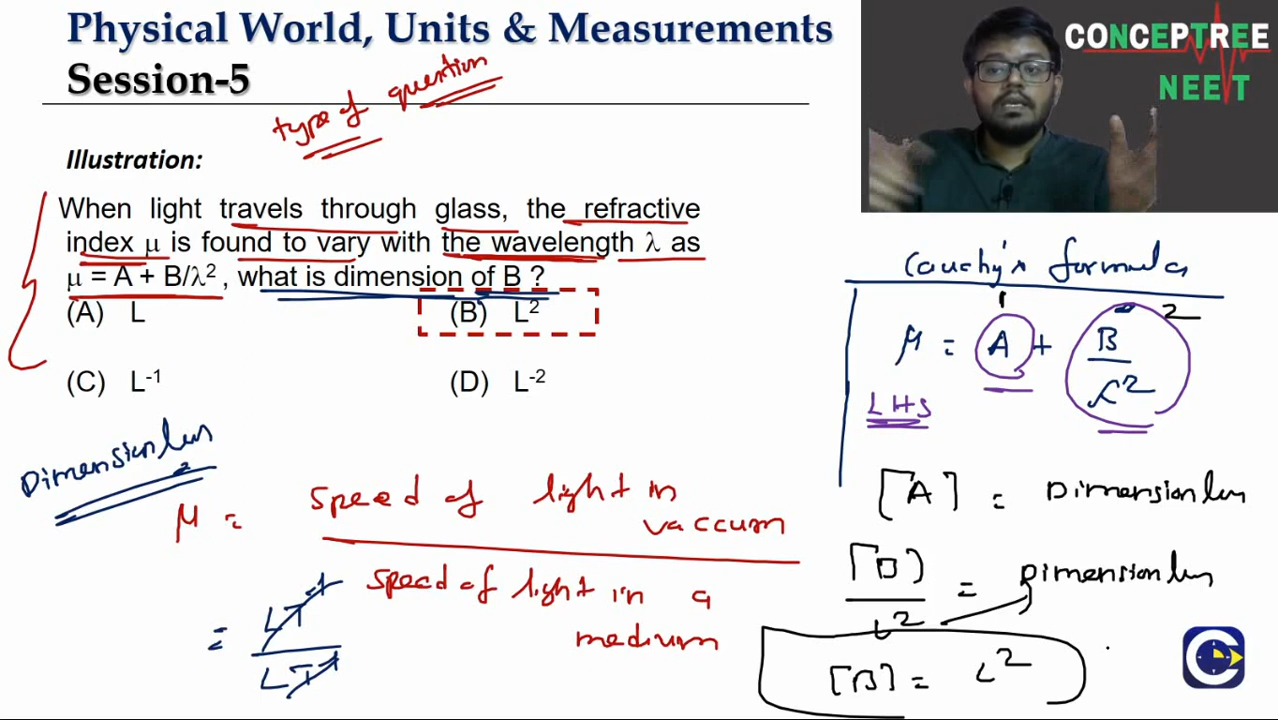 Physical World, Units & Measurements
Session-5
CONCEPTREE
NEET
type of question
Illustration:
When light travels through glass, the refractive
index μ is found to vary with the wavelength λ as
μ = A + B/λ², what is dimension of B ?
(A) L
(B) L²
(C) L⁻¹
(D) L⁻²
Cauchy's formula
μ = A + B/λ²
LHS
Dimensionless
μ = speed of light in vaccum
speed of light in a medium
= LT⁻¹
LT⁻¹
[A] = Dimensionless
[B]/L² = Dimensionless
[B] = L²